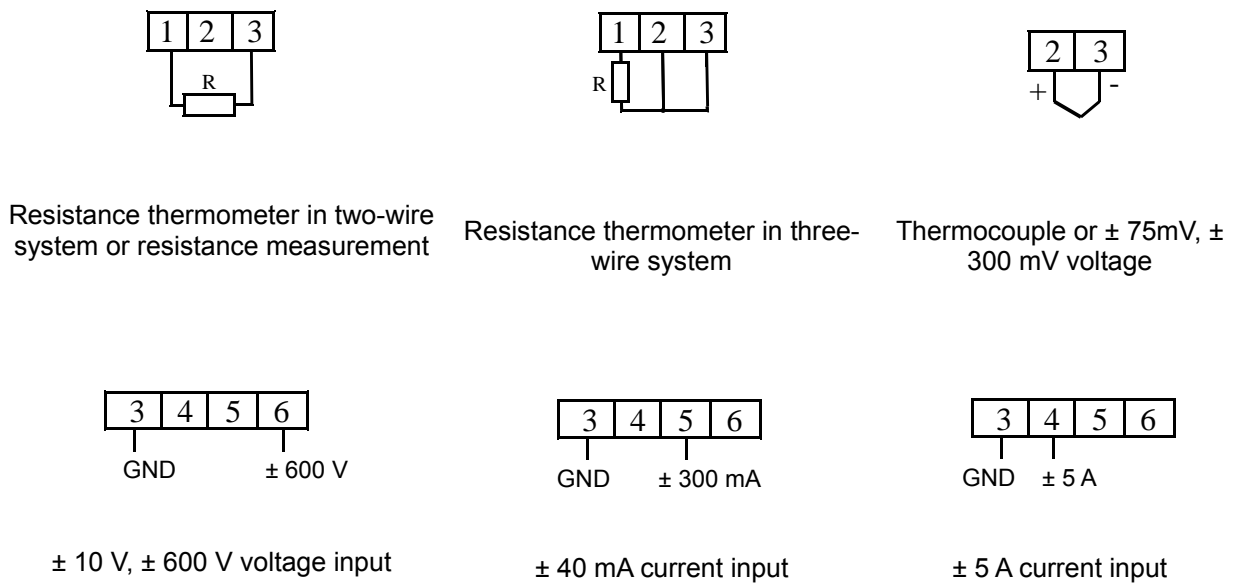 1 2 3
R
Resistance thermometer in two-wire
system or resistance measurement
1 2 3
R
Resistance thermometer in three-
wire system
2 3
+ -
Thermocouple or ± 75mV, ±
300 mV voltage
3 4 5 6
GND ± 600 V
± 10 V, ± 600 V voltage input
3 4 5 6
GND ± 300 mA
± 40 mA current input
3 4 5 6
GND ± 5 A
± 5 A current input